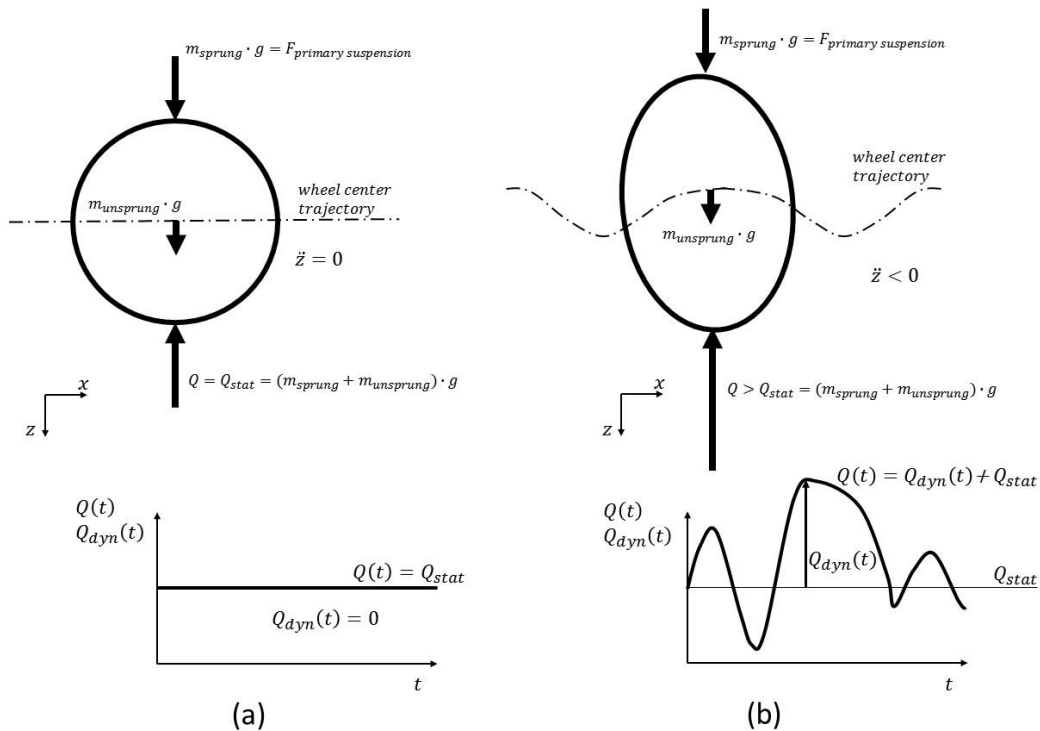 m_sprung · g = F_primary suspension
wheel center
trajectory
m_unsprung · g
z̈ = 0
x
z
Q = Q_stat = (m_sprung + m_unsprung) · g
Q(t)
Q_dyn(t)
Q(t) = Q_stat
Q_dyn(t) = 0
t
(a)
m_sprung · g = F_primary suspension
wheel center
trajectory
m_unsprung · g
z̈ < 0
x
z
Q > Q_stat = (m_sprung + m_unsprung) · g
Q(t) = Q_dyn(t) + Q_stat
Q(t)
Q_dyn(t)
Q_dyn(t)
Q_stat
t
(b)